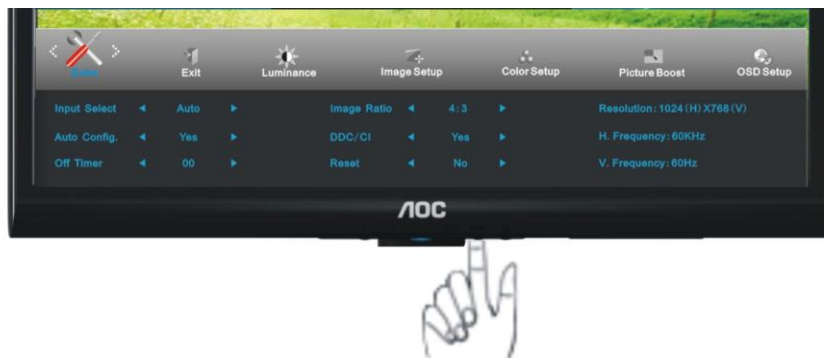 Extra
Exit
Luminance
Image Setup
Color Setup
Picture Boost
OSD Setup
Input Select Auto Image Ratio 4:3 Resolution: 1024 (H) X768 (V)
Auto Config. Yes DDC/CI Yes H. Frequency: 60KHz
Off Timer 00 Reset No V. Frequency: 60Hz
AOC